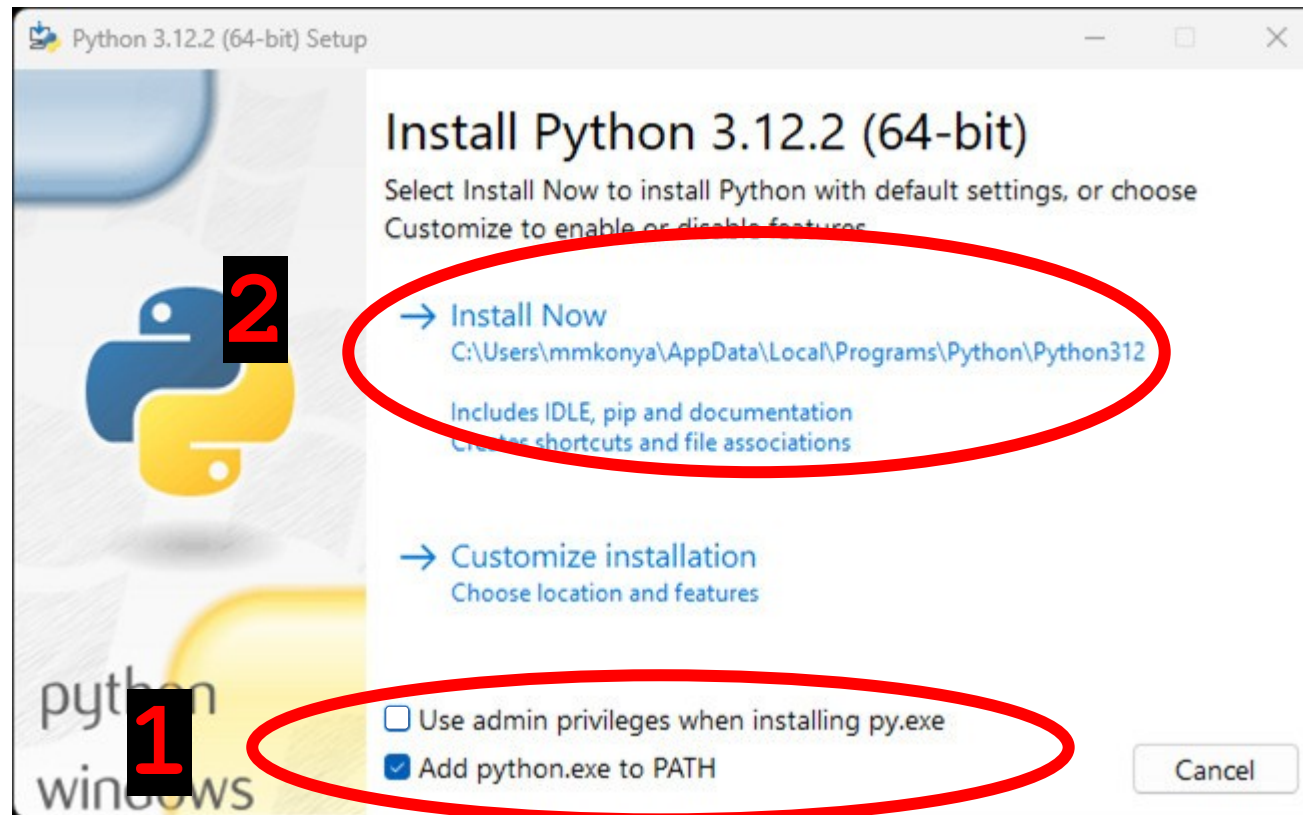 Python 3.12.2 (64-bit) Setup
Install Python 3.12.2 (64-bit)
Select Install Now to install Python with default settings, or choose
Customize to enable or disable features.
2
Install Now
C:\Users\mmkonya\AppData\Local\Programs\Python\Python312
Includes IDLE, pip and documentation
Creates shortcuts and file associations
Customize installation
Choose location and features
python
1
windows
Use admin privileges when installing py.exe
Add python.exe to PATH
Cancel